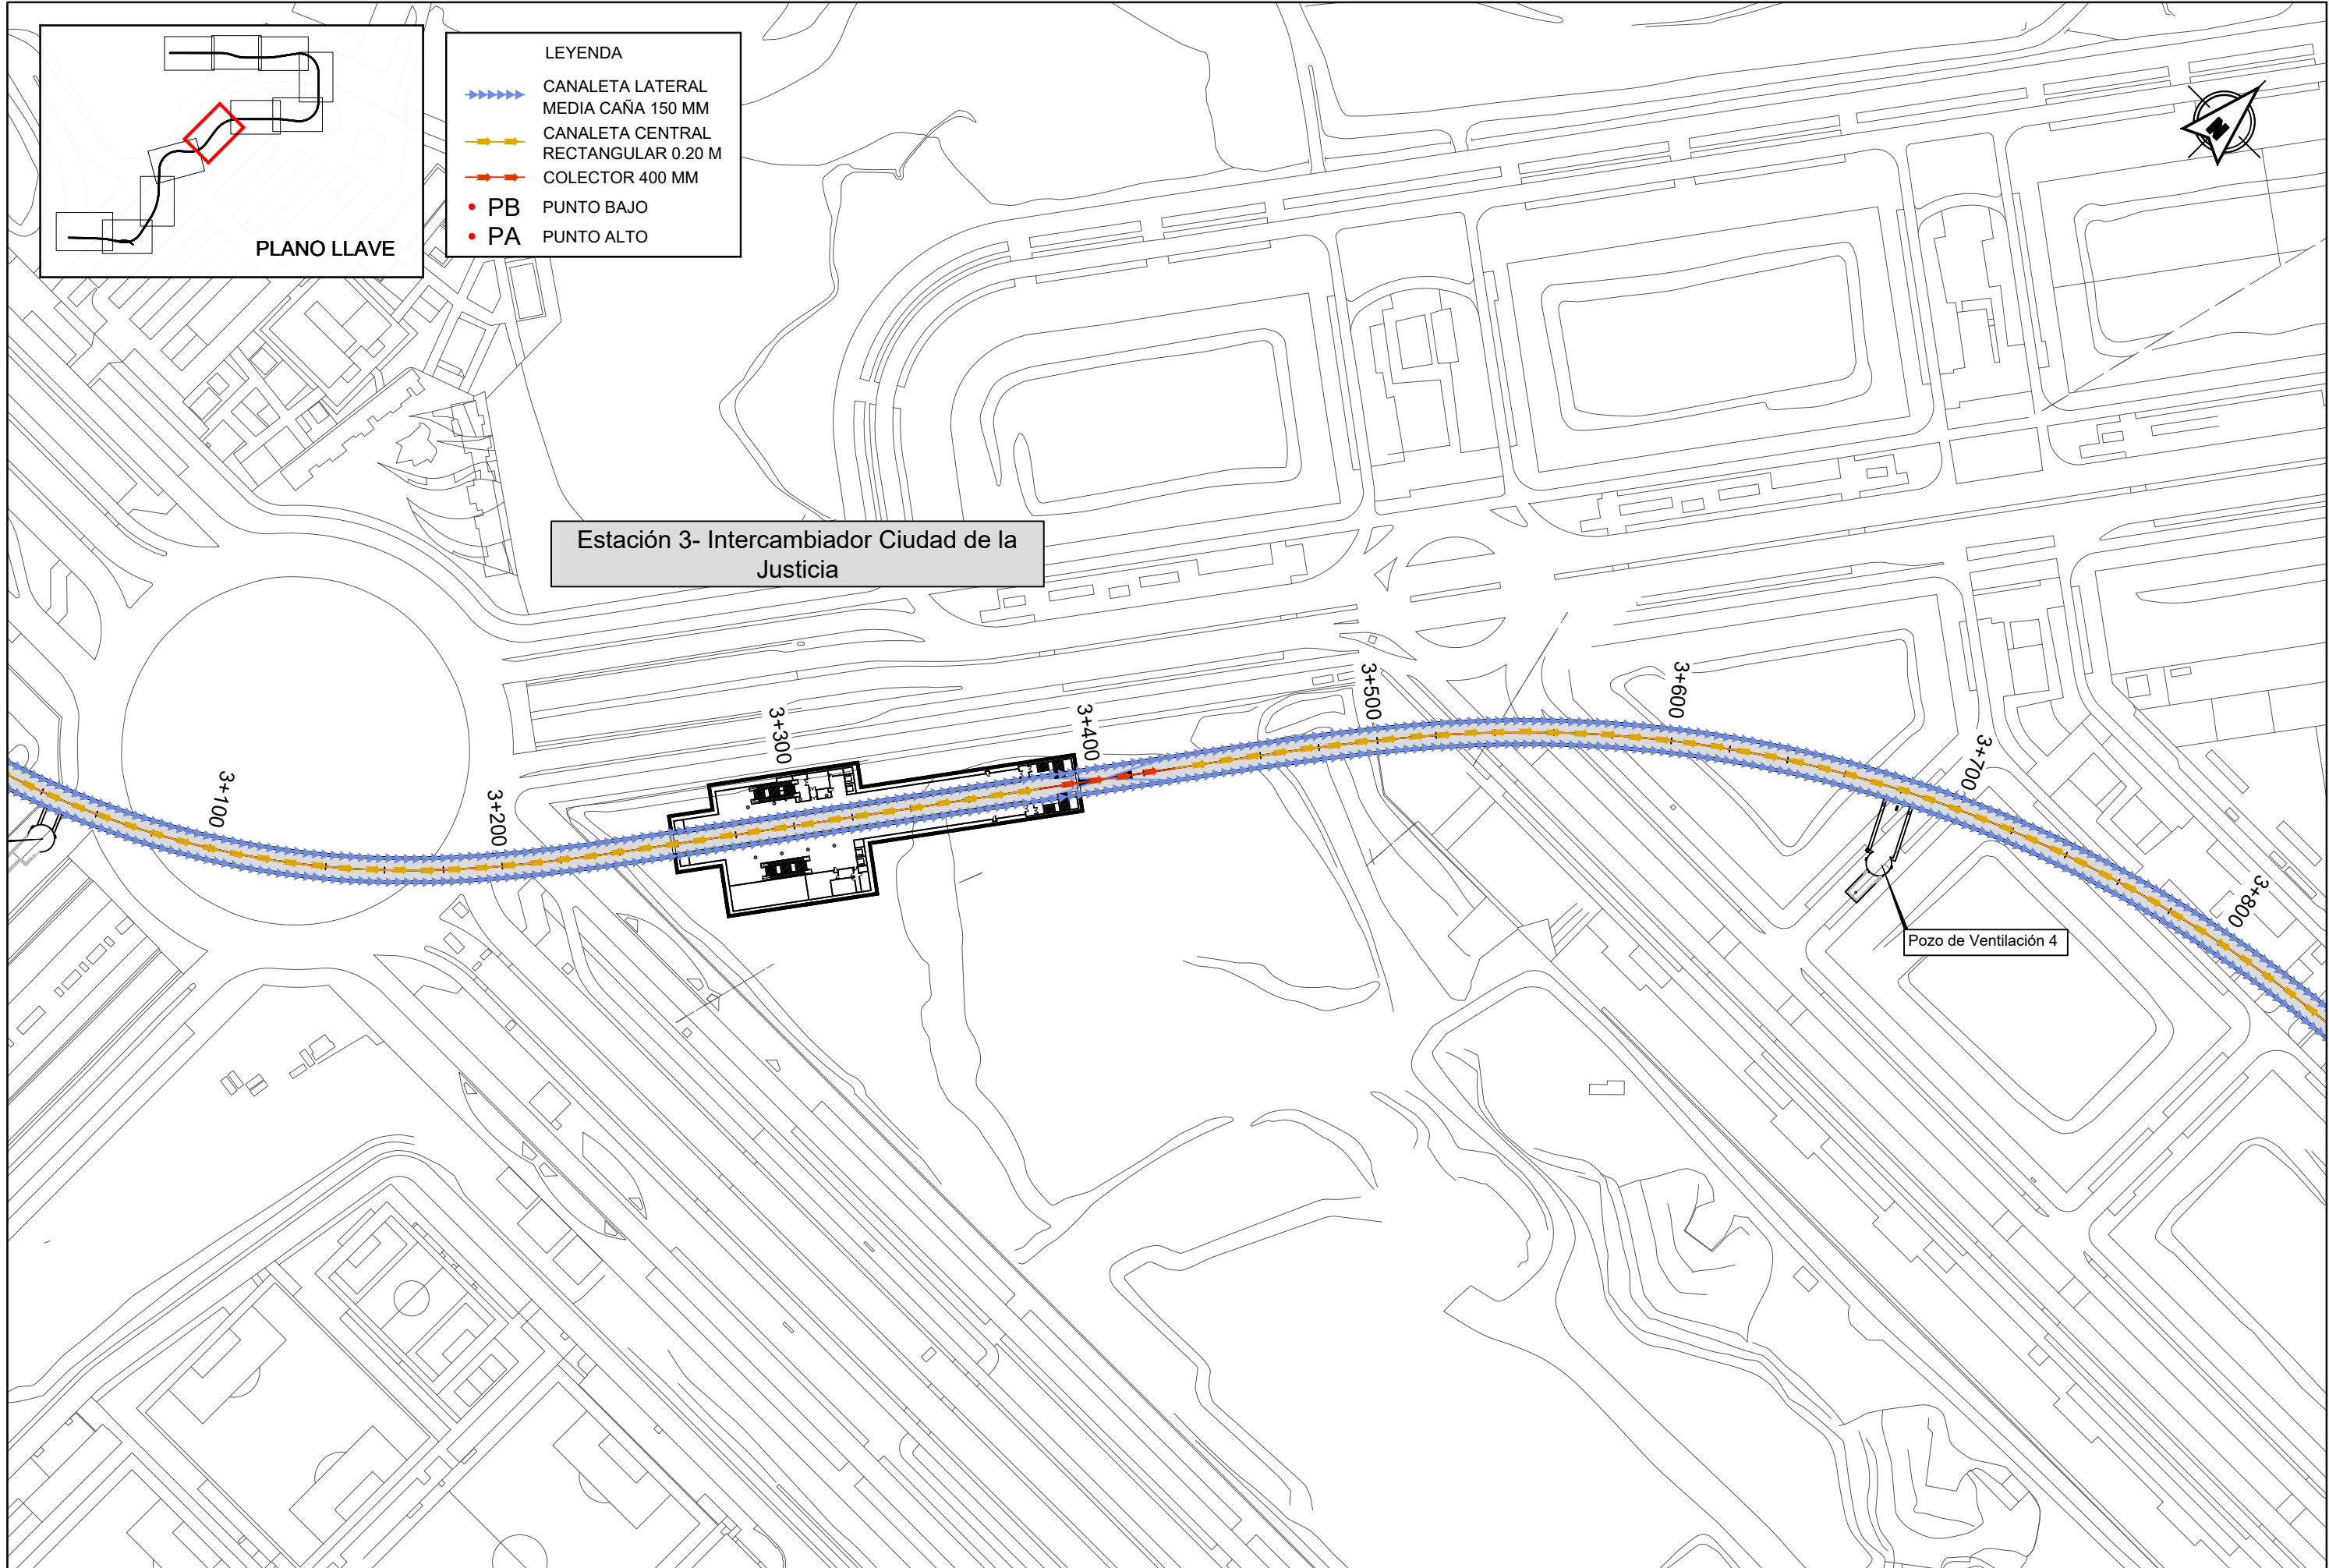 PLANO LLAVE
LEYENDA
CANALETA LATERAL
MEDIA CAÑA 150 MM
CANALETA CENTRAL
RECTANGULAR 0.20 M
COLECTOR 400 MM
PB PUNTO BAJO
PA PUNTO ALTO
N
Estación 3- Intercambiador Ciudad de la
Justicia
3+100
3+200
3+300
3+400
3+500
3+600
3+700
3+800
Pozo de Ventilación 4